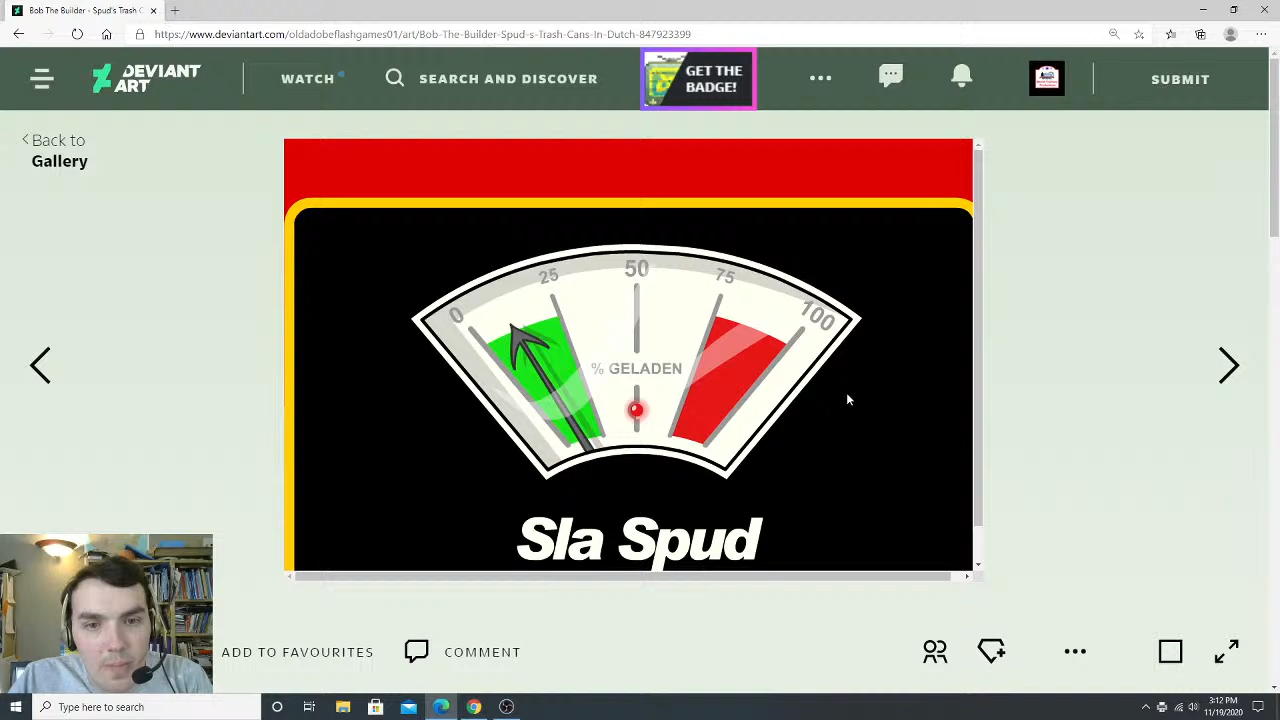 Bob The Builder - Spud's Trash C
https://www.deviantart.com/oldadobeflashgames01/art/Bob-The-Builder-Spud-s-Trash-Cans-In-Dutch-847923399
DEVIANT
ART
WATCH
SEARCH AND DISCOVER
GET THE
BADGE!
SUBMIT
Back to
Gallery
0
25
50
75
100
% GELADEN
Sla Spud
ADD TO FAVOURITES
COMMENT
Type here to search
3:12 PM
11/19/2020